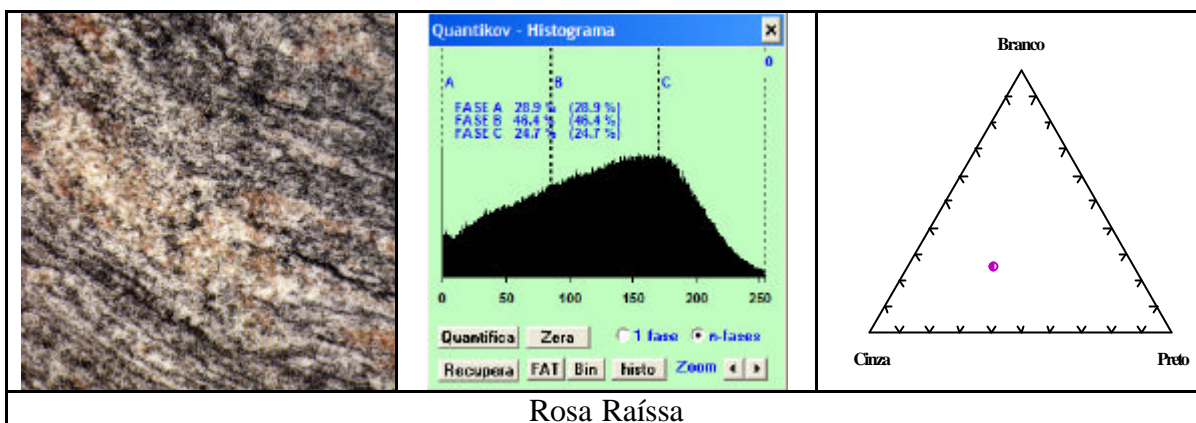 Quantikov - Histograma
0
A B C
FASE A 28.9 % (28.9 %)
FASE B 46.4 % (46.4 %)
FASE C 24.7 % (24.7 %)
0 50 100 150 200 250
Quantifica Zera 1 fase n-fases
Recupera FAT Bin histo Zoom
Branco
Cinza Preto
Rosa Raíssa